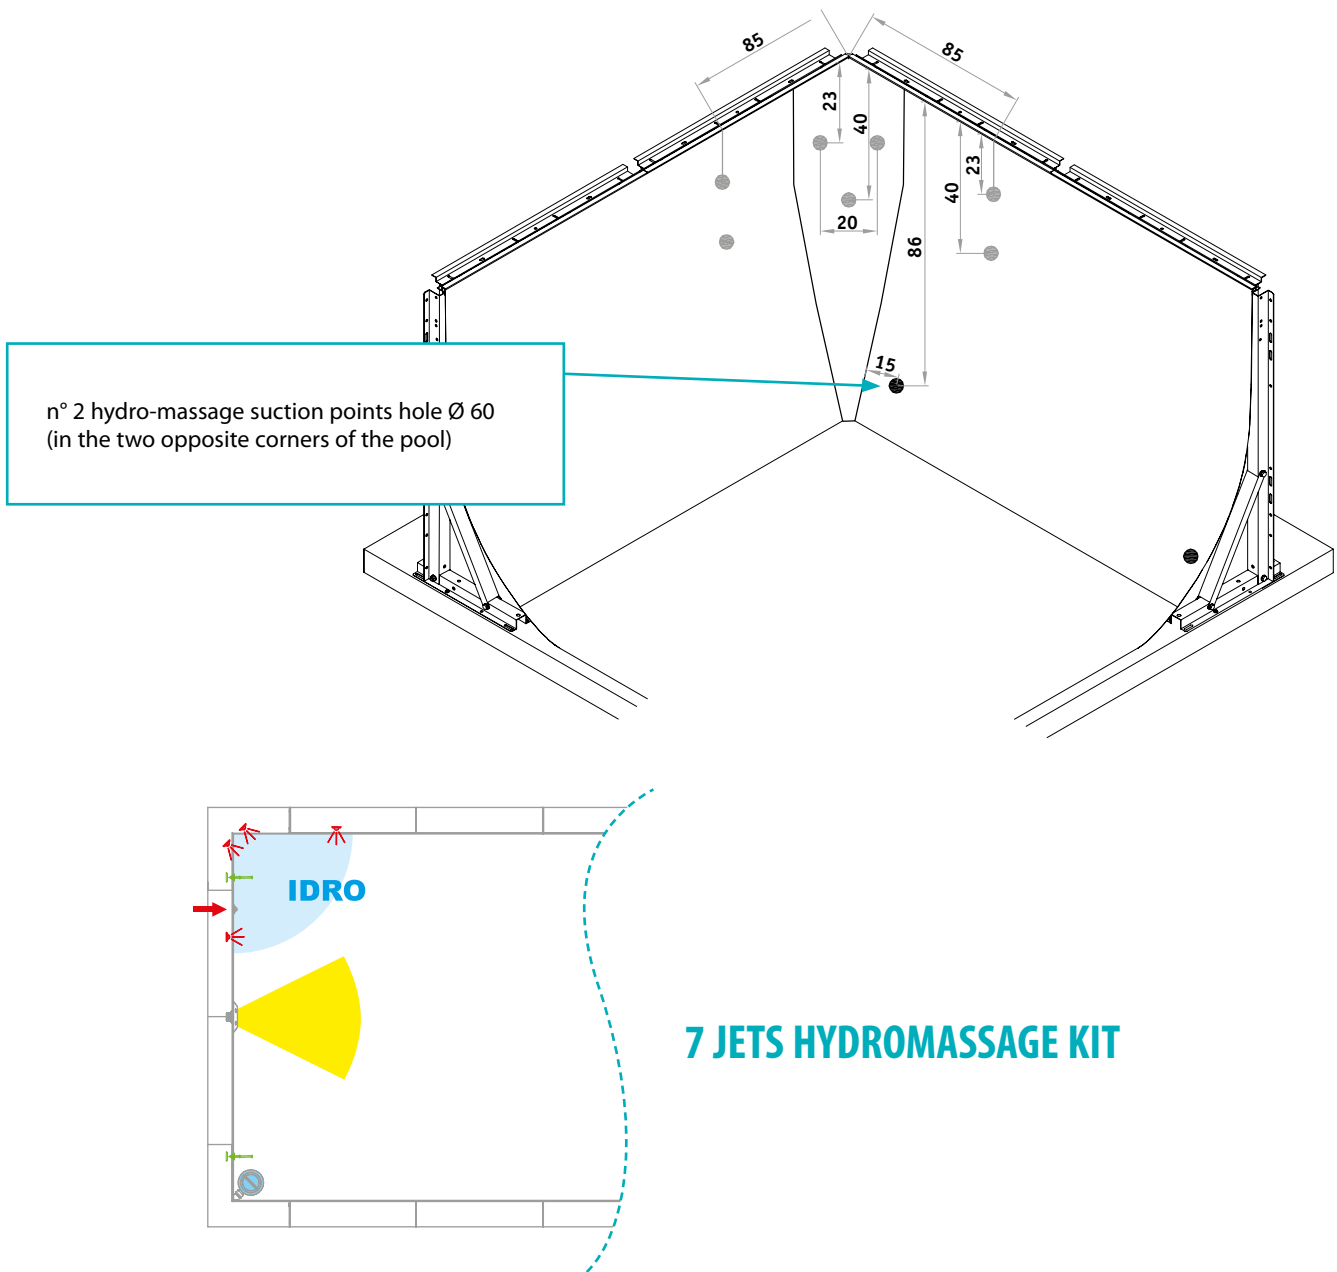 85
85
23
40
23
40
20
86
15
n° 2 hydro-massage suction points hole Ø 60
(in the two opposite corners of the pool)
IDRO
7 JETS HYDROMASSAGE KIT